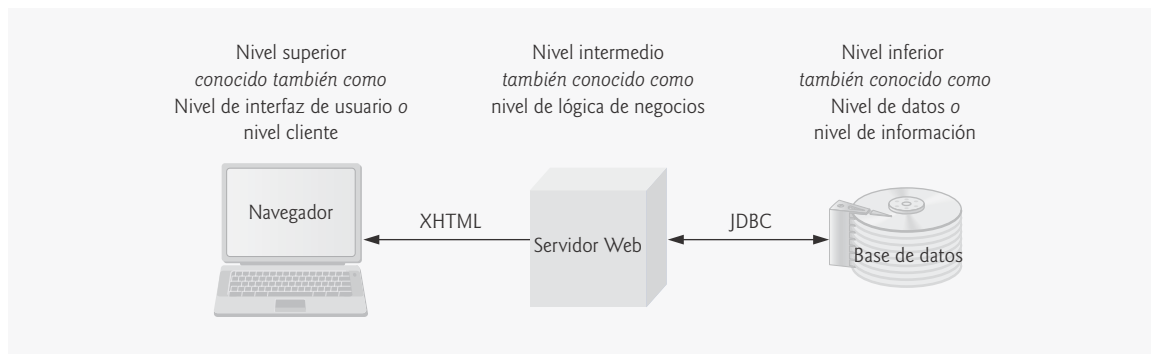 Nivel superior
conocido también como
Nivel de interfaz de usuario o
nivel cliente
Nivel intermedio
también conocido como
nivel de lógica de negocios
Nivel inferior
también conocido como
Nivel de datos o
nivel de información
Navegador
XHTML
Servidor Web
JDBC
Base de datos